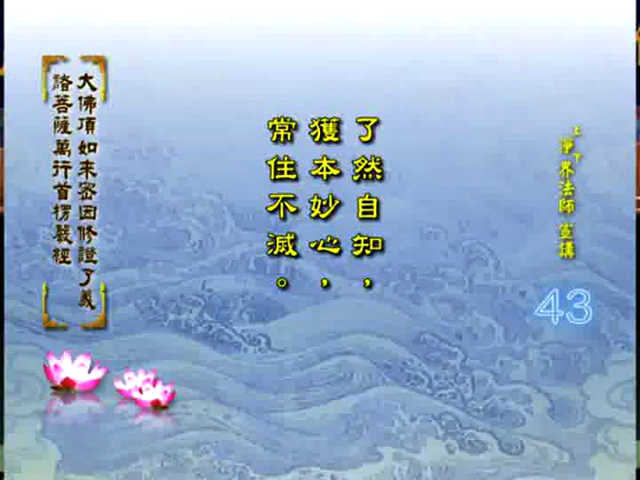 大佛頂如來密因修證了義
諸菩薩萬行首楞嚴經
了然自知，
獲本妙心，
常住不滅。
上淨下界法師 宣講
43